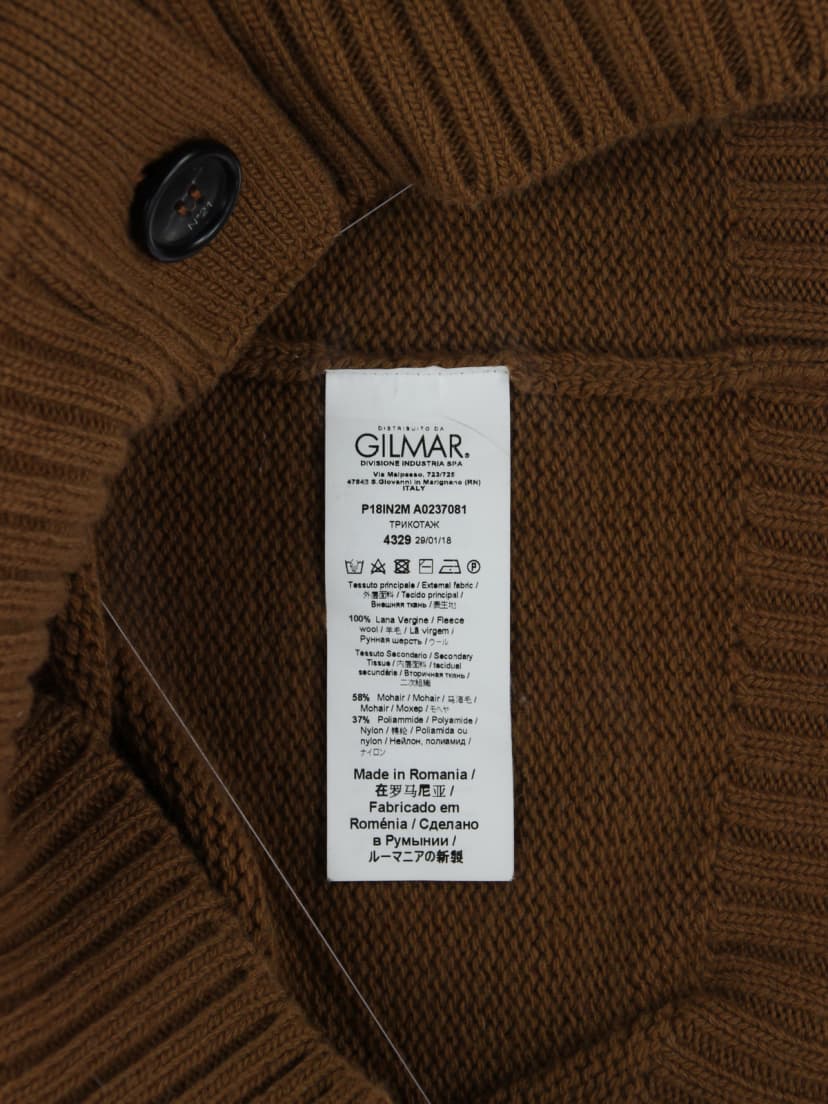 N°21
DISTRIBUITO DA
GILMAR.
DIVISIONE INDUSTRIA SPA
Via Malpasso, 723/725
47842 S.Giovanni in Marignano (RN)
ITALY
P18IN2M A0237081
ТРИКОТАЖ
4329 29/01/18
P
Tessuto principale / External fabric /
外層面料 / Tecido principal /
Внешняя ткань / 表生地
100% Lana Vergine / Fleece
wool / 羊毛 / Lã virgem /
Рунная шерсть / ウール
Tessuto Secondario / Secondary
Tissue / 内層面料 / tecidual
secundária / Вторичная ткань /
二次組織
58% Mohair / Mohair / 马海毛 /
Mohair / Мохер / モヘヤ
37% Poliammide / Polyamide /
Nylon / 棉纶 / Poliamida ou
nylon / Нейлон, полиамид /
ナイロン
Made in Romania /
在罗马尼亚 /
Fabricado em
Roménia / Сделано
в Румынии /
ルーマニアの新製